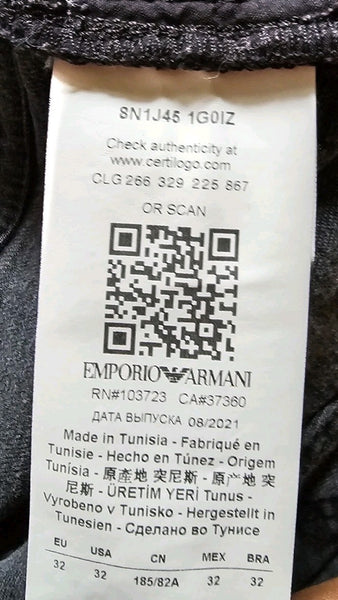 8N1J45 1G0IZ
Check authenticity at
www.certilogo.com
CLG 266 329 225 867
OR SCAN
EMPORIO ARMANI
RN#103723 CA#37360
ДАТА ВЫПУСКА 08/2021
Made in Tunisia - Fabriqué en
Tunisie - Hecho en Túnez - Origem
Tunísia - 原產地 突尼斯 - 原产地 突
尼斯 - ÜRETİM YERİ Tunus -
Vyrobeno v Tunisko - Hergestellt in
Tunesien - Сделано во Тунисе
EU USA CN MEX BRA
32 32 185/82A 32 32